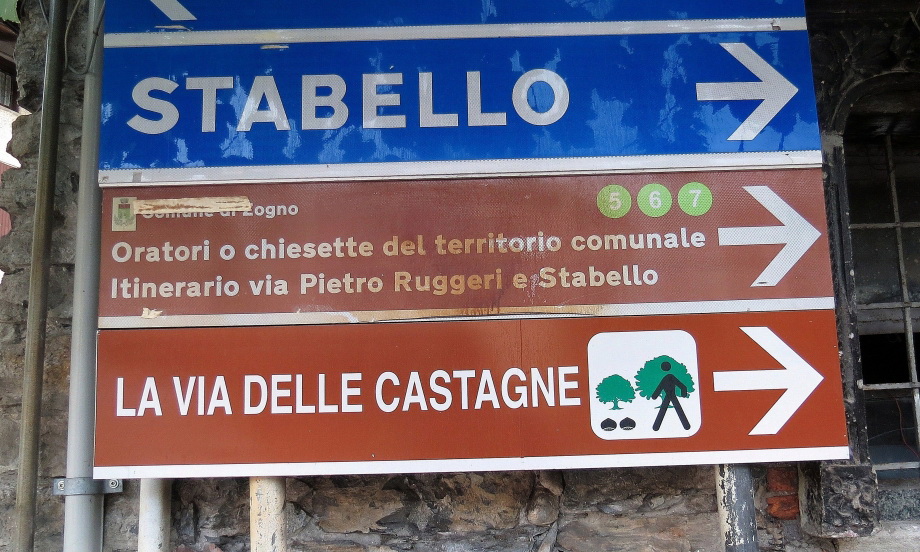 STABELLO
Comune di Zogno
5 6 7
Oratori o chiesette del territorio comunale
Itinerario via Pietro Ruggeri e Stabello
LA VIA DELLE CASTAGNE